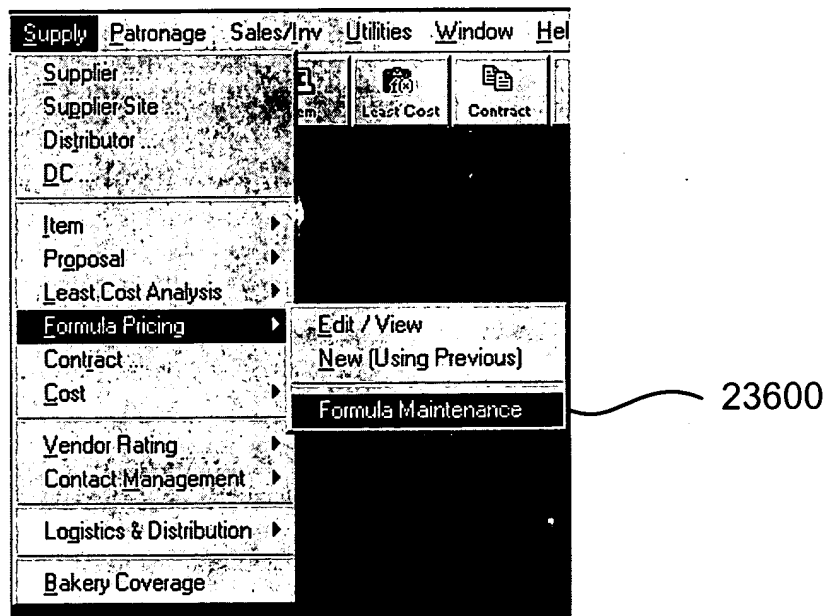 Supply Patronage Sales/Inv Utilities Window Hel
Supplier ...
Supplier Site ...
Distributor ...
DC ...
Least Cost
Contract
Item
Proposal
Least Cost Analysis
Formula Pricing
Contract ...
Cost
Vendor Rating
Contact Management
Logistics & Distribution
Bakery Coverage
Edit / View
New (Using Previous)
Formula Maintenance
23600